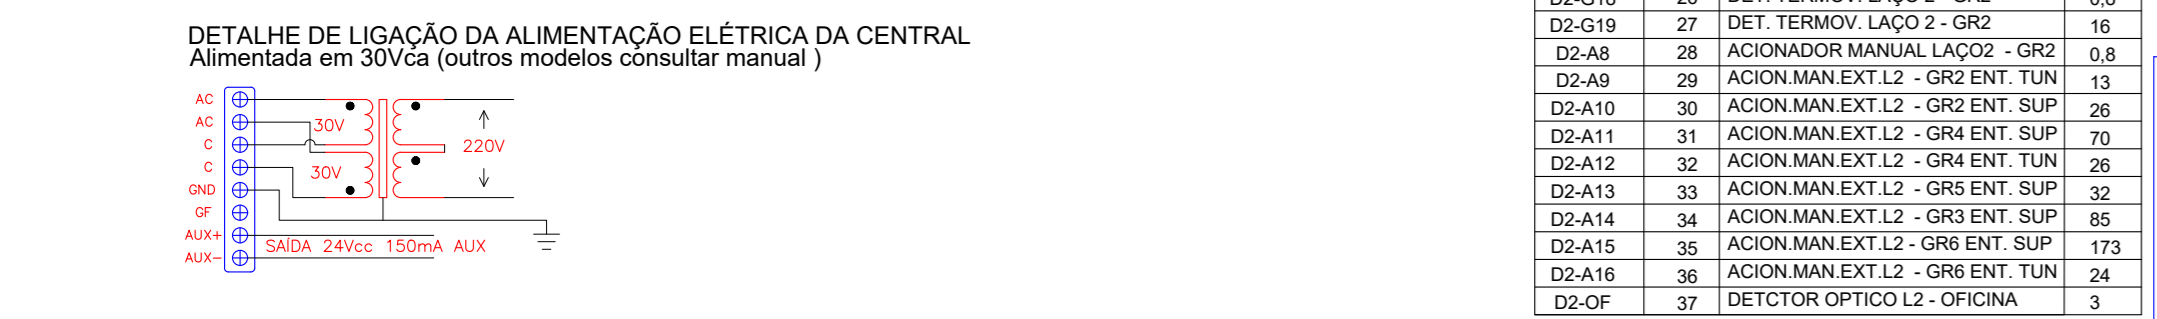 DETALHE DE LIGAÇÃO DA ALIMENTAÇÃO ELÉTRICA DA CENTRAL
Alimentada em 30Vca (outros modelos consultar manual )
AC
AC
C
C
GND
GF
AUX+
AUX-
30V
30V
220V
SAÍDA 24Vcc 150mA AUX
D2-G19 27 DET. TERMOV. LAÇO 2 - GR2 16
D2-A8 28 ACIONADOR MANUAL LAÇO2 - GR2 0,8
D2-A9 29 ACION.MAN.EXT.L2 - GR2 ENT. TUN 13
D2-A10 30 ACION.MAN.EXT.L2 - GR2 ENT. SUP 26
D2-A11 31 ACION.MAN.EXT.L2 - GR4 ENT. SUP 70
D2-A12 32 ACION.MAN.EXT.L2 - GR4 ENT. TUN 26
D2-A13 33 ACION.MAN.EXT.L2 - GR5 ENT. SUP 32
D2-A14 34 ACION.MAN.EXT.L2 - GR3 ENT. SUP 85
D2-A15 35 ACION.MAN.EXT.L2 - GR6 ENT. SUP 173
D2-A16 36 ACION.MAN.EXT.L2 - GR6 ENT. TUN 24
D2-OF 37 DETCTOR OPTICO L2 - OFICINA 3